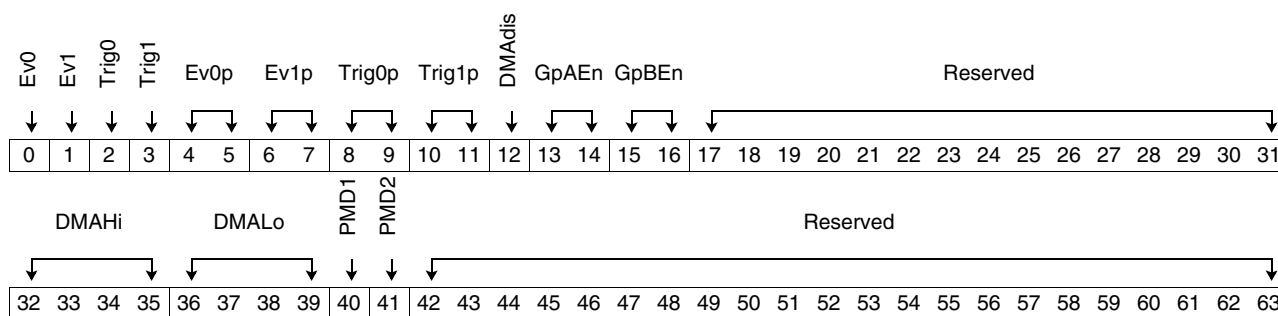 Ev0 Ev1 Trig0 Trig1 Ev0p Ev1p Trig0p Trig1p DMAdis GpAEn GpBEn Reserved
0 1 2 3 4 5 6 7 8 9 10 11 12 13 14 15 16 17 18 19 20 21 22 23 24 25 26 27 28 29 30 31
DMAHi DMALo PMD1 PMD2 Reserved
32 33 34 35 36 37 38 39 40 41 42 43 44 45 46 47 48 49 50 51 52 53 54 55 56 57 58 59 60 61 62 63